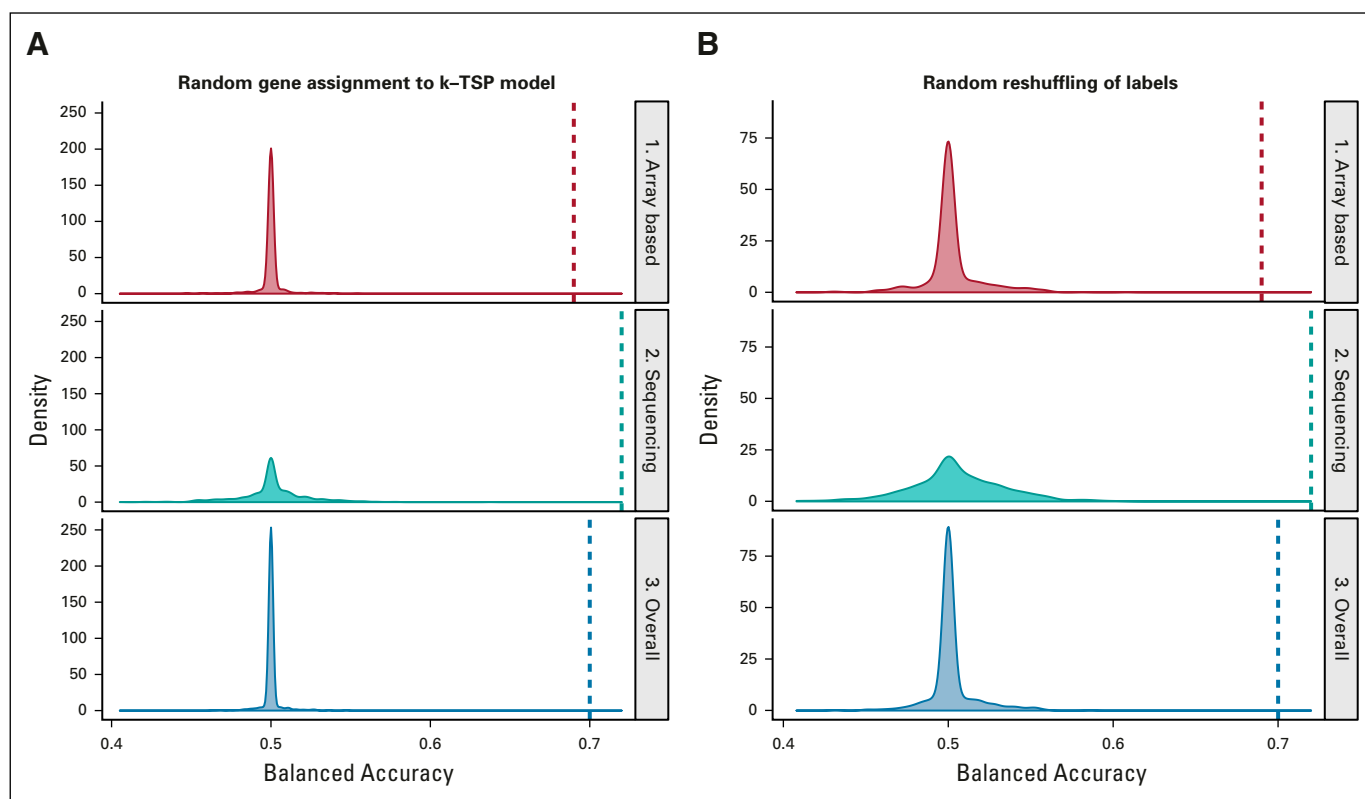 A
Random gene assignment to k–TSP model
Density
250
200
150
100
50
0
1. Array based
250
200
150
100
50
0
2. Sequencing
250
200
150
100
50
0
3. Overall
0.4
0.5
0.6
0.7
Balanced Accuracy
B
Random reshuffling of labels
Density
75
50
25
0
1. Array based
75
50
25
0
2. Sequencing
75
50
25
0
3. Overall
0.4
0.5
0.6
0.7
Balanced Accuracy